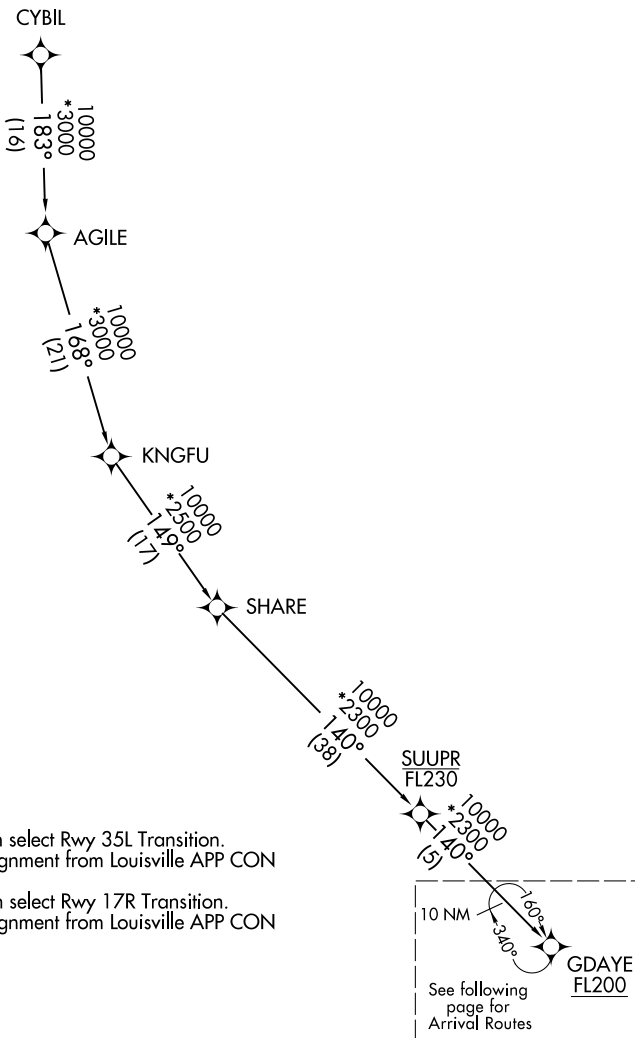 CYBIL
10000
*3000
183°
(16)
AGILE
10000
*3000
168°
(21)
KNGFU
10000
*2500
149°
(17)
SHARE
10000
*2300
140°
(38)
SUUPR
FL230
10000
*2300
140°
(5)
n select Rwy 35L Transition.
gnment from Louisville APP CON
n select Rwy 17R Transition.
gnment from Louisville APP CON
10 NM
160°
340°
GDAYE
FL200
See following
page for
Arrival Routes